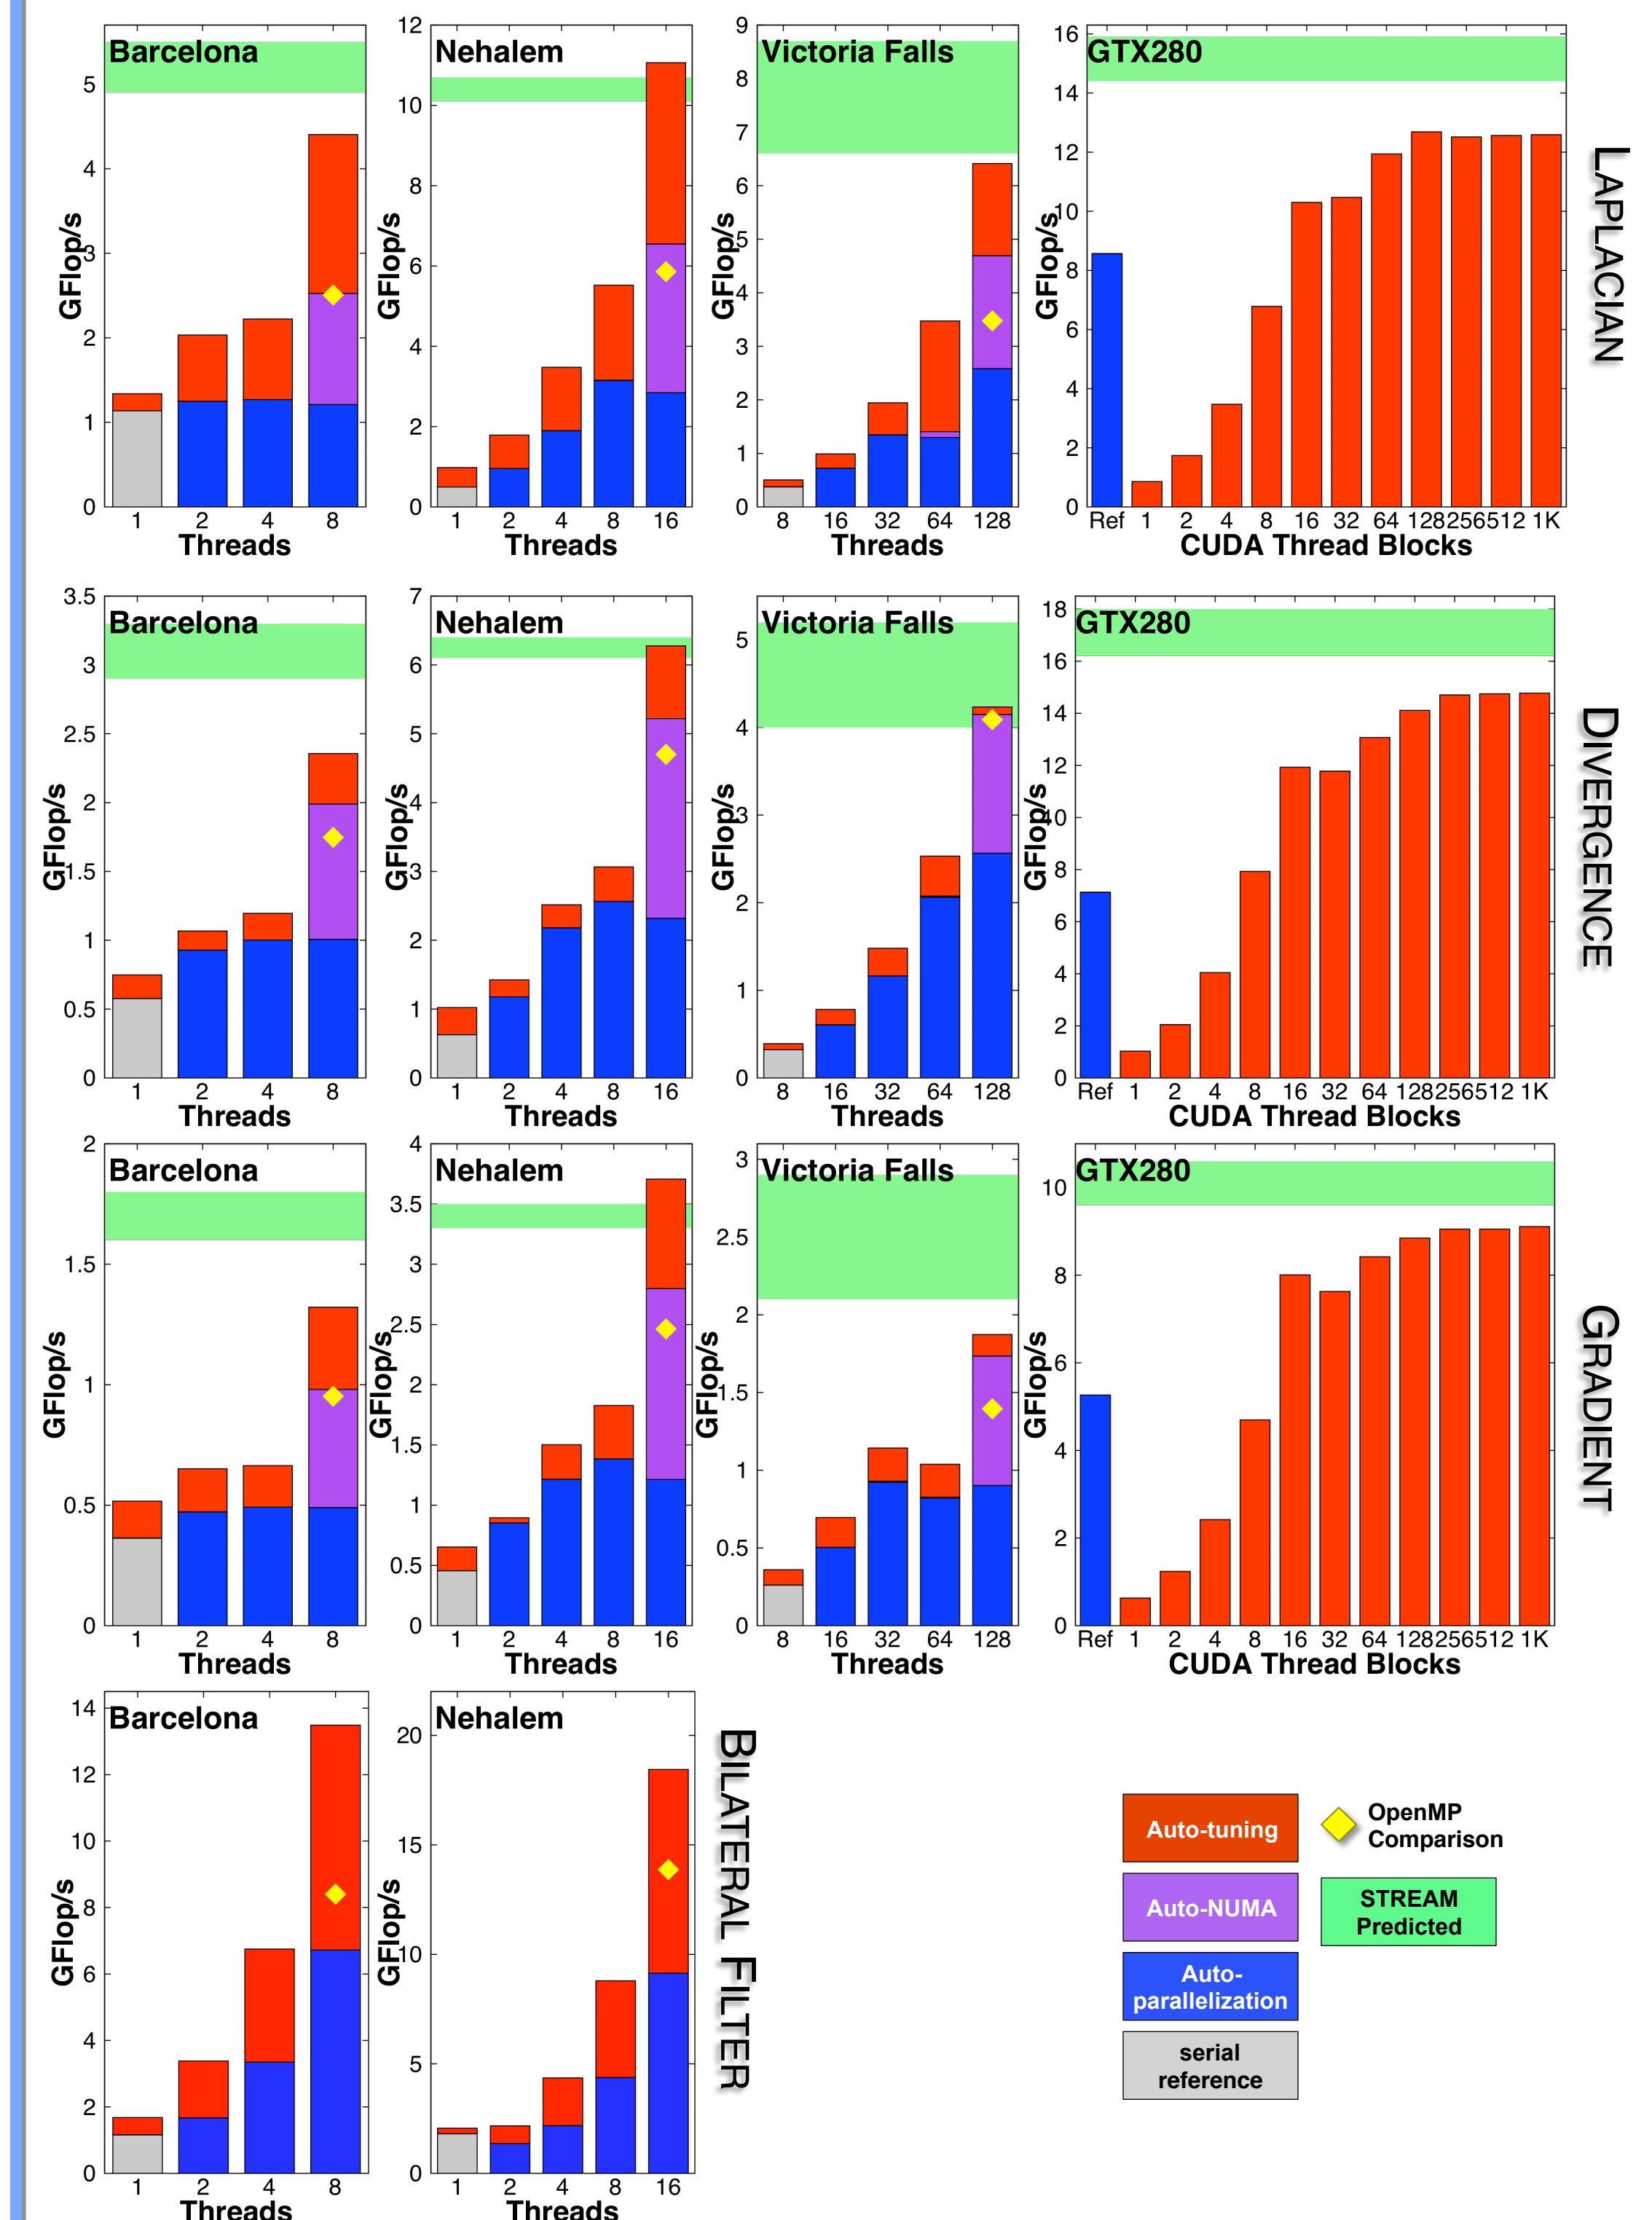 Barcelona
5
4
3
2
1
0
GFlop/s
1 2 4 8
Threads
Nehalem
12
10
8
6
4
2
0
GFlop/s
1 2 4 8 16
Threads
Victoria Falls
9
8
7
6
5
4
3
2
1
0
GFlop/s
8 16 32 64 128
Threads
GTX280
16
14
12
10
8
6
4
2
0
GFlop/s
Ref 1 2 4 8 16 32 64 128 256 512 1K
CUDA Thread Blocks
LAPLACIAN
Barcelona
3.5
3
2.5
2
1.5
1
0.5
0
GFlop/s
1 2 4 8
Threads
Nehalem
7
6
5
4
3
2
1
0
GFlop/s
1 2 4 8 16
Threads
Victoria Falls
5
4
3
2
1
0
GFlop/s
8 16 32 64 128
Threads
GTX280
18
16
14
12
10
8
6
4
2
0
GFlop/s
Ref 1 2 4 8 16 32 64 128 256 512 1K
CUDA Thread Blocks
DIVERGENCE
Barcelona
2
1.5
1
0.5
0
GFlop/s
1 2 4 8
Threads
Nehalem
4
3.5
3
2.5
2
1.5
1
0.5
0
GFlop/s
1 2 4 8 16
Threads
Victoria Falls
3
2.5
2
1.5
1
0.5
0
GFlop/s
8 16 32 64 128
Threads
GTX280
10
8
6
4
2
0
GFlop/s
Ref 1 2 4 8 16 32 64 128 256 512 1K
CUDA Thread Blocks
GRADIENT
Barcelona
14
12
10
8
6
4
2
0
GFlop/s
1 2 4 8
Threads
Nehalem
20
15
10
5
0
GFlop/s
1 2 4 8 16
Threads
BILATERAL FILTER
Auto-tuning
Auto-NUMA
Auto-
parallelization
serial
reference
OpenMP
Comparison
STREAM
Predicted